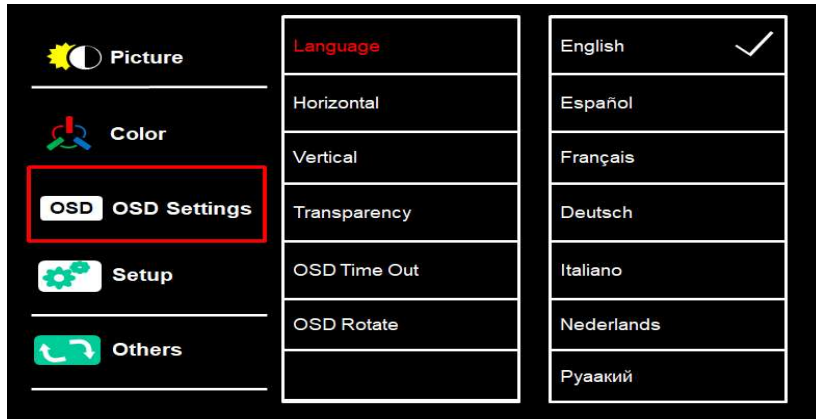 Picture
Color
OSD OSD Settings
Setup
Others
Language
Horizontal
Vertical
Transparency
OSD Time Out
OSD Rotate
English
Español
Français
Deutsch
Italiano
Nederlands
Руаакий